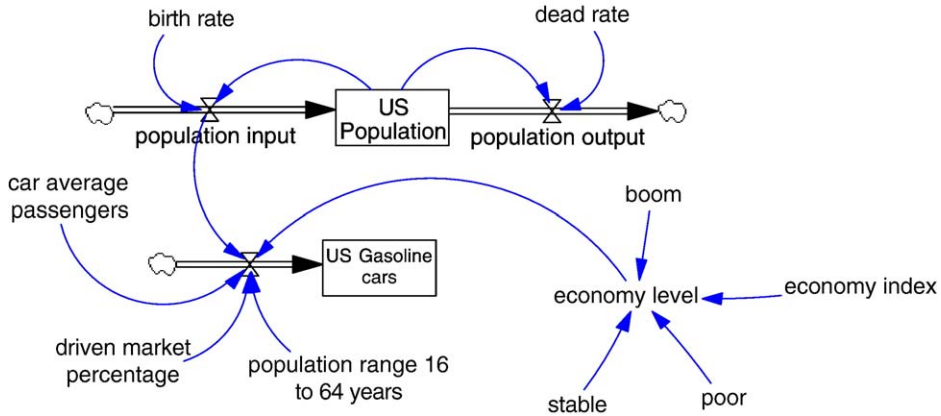 birth rate
dead rate
US
Population
population input
population output
car average
passengers
boom
US Gasoline
cars
economy level
economy index
driven market
percentage
population range 16
to 64 years
stable
poor